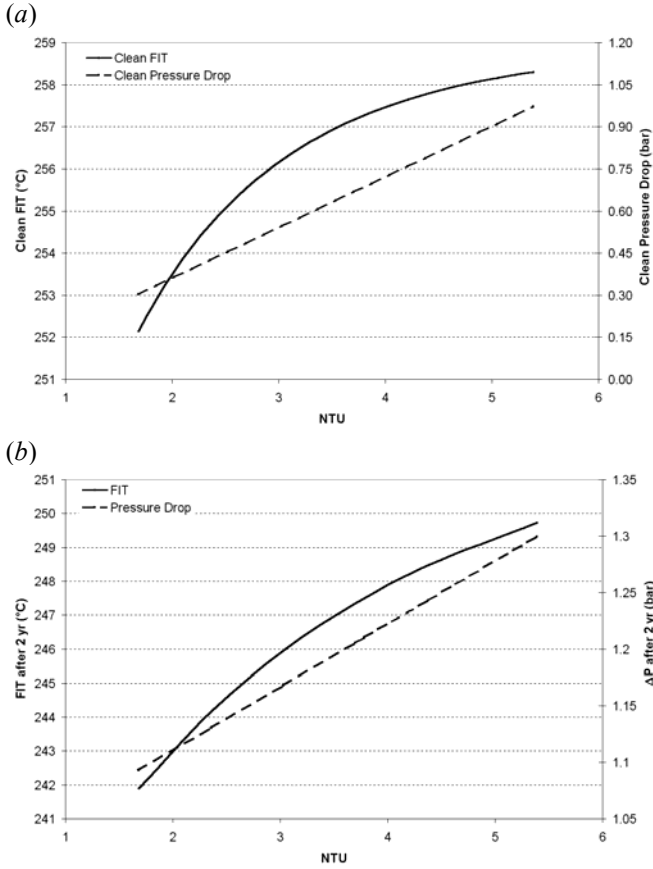 (a)
Clean FIT
Clean Pressure Drop
259
258
257
256
255
254
253
252
251
Clean FIT (°C)
1.20
1.05
0.90
0.75
0.60
0.45
0.30
0.15
0.00
Clean Pressure Drop (bar)
1 2 3 4 5 6
NTU
(b)
FIT
Pressure Drop
251
250
249
248
247
246
245
244
243
242
241
FIT after 2 yr (°C)
1.35
1.3
1.25
1.2
1.15
1.1
1.05
ΔP after 2 yr (bar)
1 2 3 4 5 6
NTU